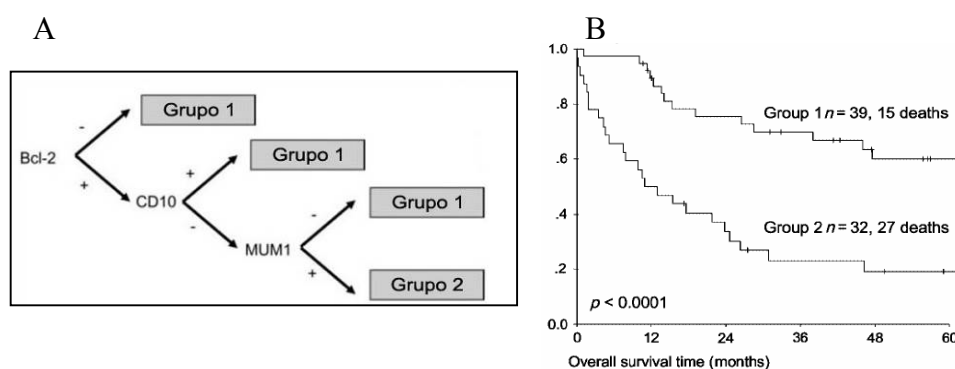 A
Bcl-2
-
+
Grupo 1
CD10
+
-
Grupo 1
MUM1
-
+
Grupo 1
Grupo 2
B
1.0
.8
.6
.4
.2
0.0
Group 1 n = 39, 15 deaths
Group 2 n = 32, 27 deaths
p < 0.0001
0 12 24 36 48 60
Overall survival time (months)